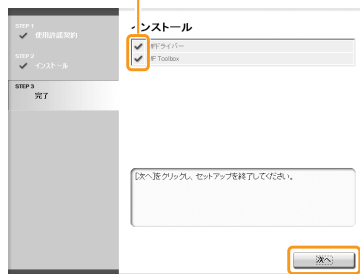 STEP 1
使用許諾契約
STEP 2
インストール
STEP 3
完了
インストール
MFドライバー
MF Toolbox
[次へ]をクリックし、セットアップを終了してください。
次へ